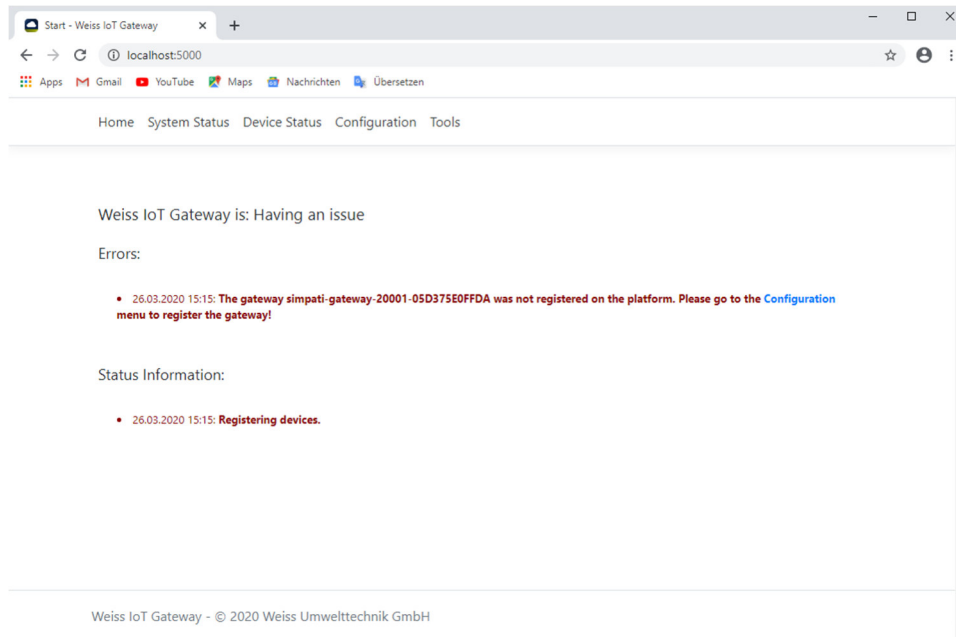 Start - Weiss IoT Gateway
localhost:5000
Apps Gmail YouTube Maps Nachrichten Übersetzen
Home System Status Device Status Configuration Tools
Weiss IoT Gateway is: Having an issue
Errors:
26.03.2020 15:15: The gateway simpati-gateway-20001-05D375E0FFDA was not registered on the platform. Please go to the Configuration
menu to register the gateway!
Status Information:
26.03.2020 15:15: Registering devices.
Weiss IoT Gateway - © 2020 Weiss Umwelttechnik GmbH